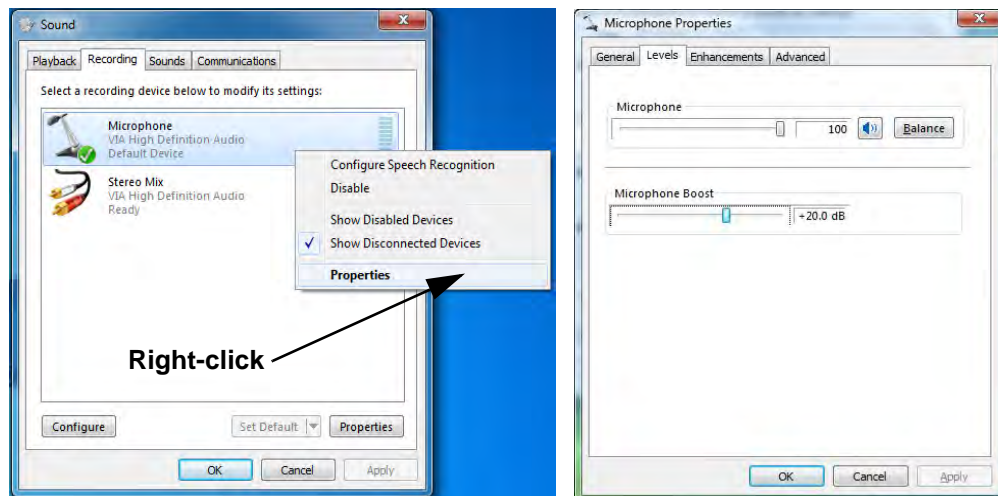 Sound
Playback Recording Sounds Communications
Select a recording device below to modify its settings:
Microphone
VIA High Definition Audio
Default Device
Stereo Mix
VIA High Definition Audio
Ready
Configure Speech Recognition
Disable
Show Disabled Devices
Show Disconnected Devices
Properties
Right-click
Configure Set Default Properties
OK Cancel Apply
Microphone Properties
General Levels Enhancements Advanced
Microphone
100 Balance
Microphone Boost
+20.0 dB
OK Cancel Apply